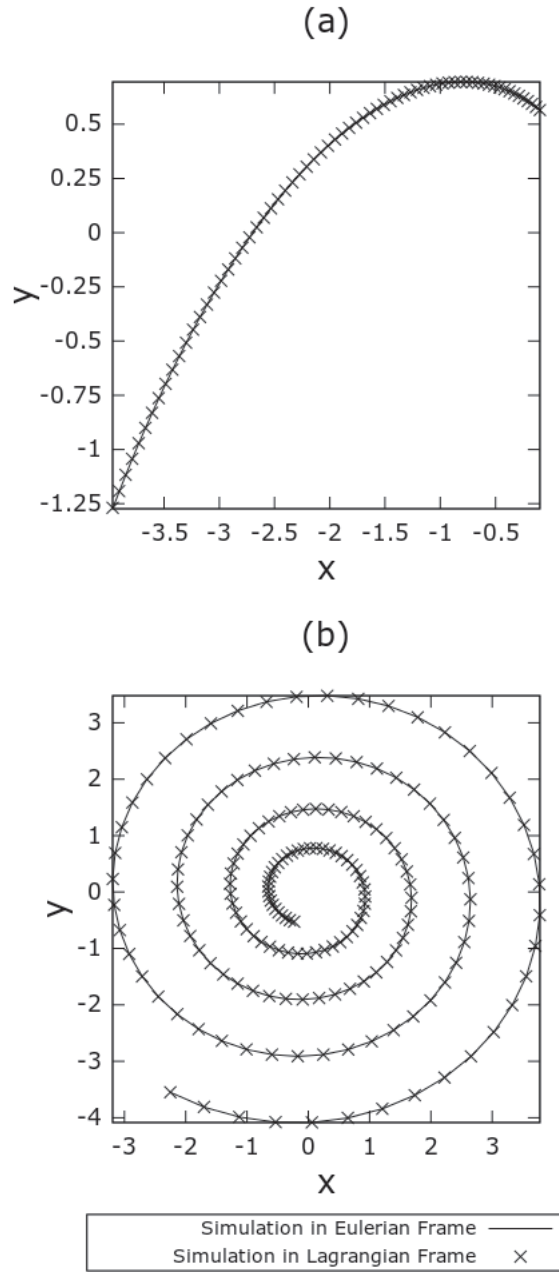 (a)
0.5
0.25
0
-0.25
-0.5
-0.75
-1
-1.25
y
-3.5 -3 -2.5 -2 -1.5 -1 -0.5
x
(b)
3
2
1
0
-1
-2
-3
-4
y
-3 -2 -1 0 1 2 3
x
Simulation in Eulerian Frame
Simulation in Lagrangian Frame